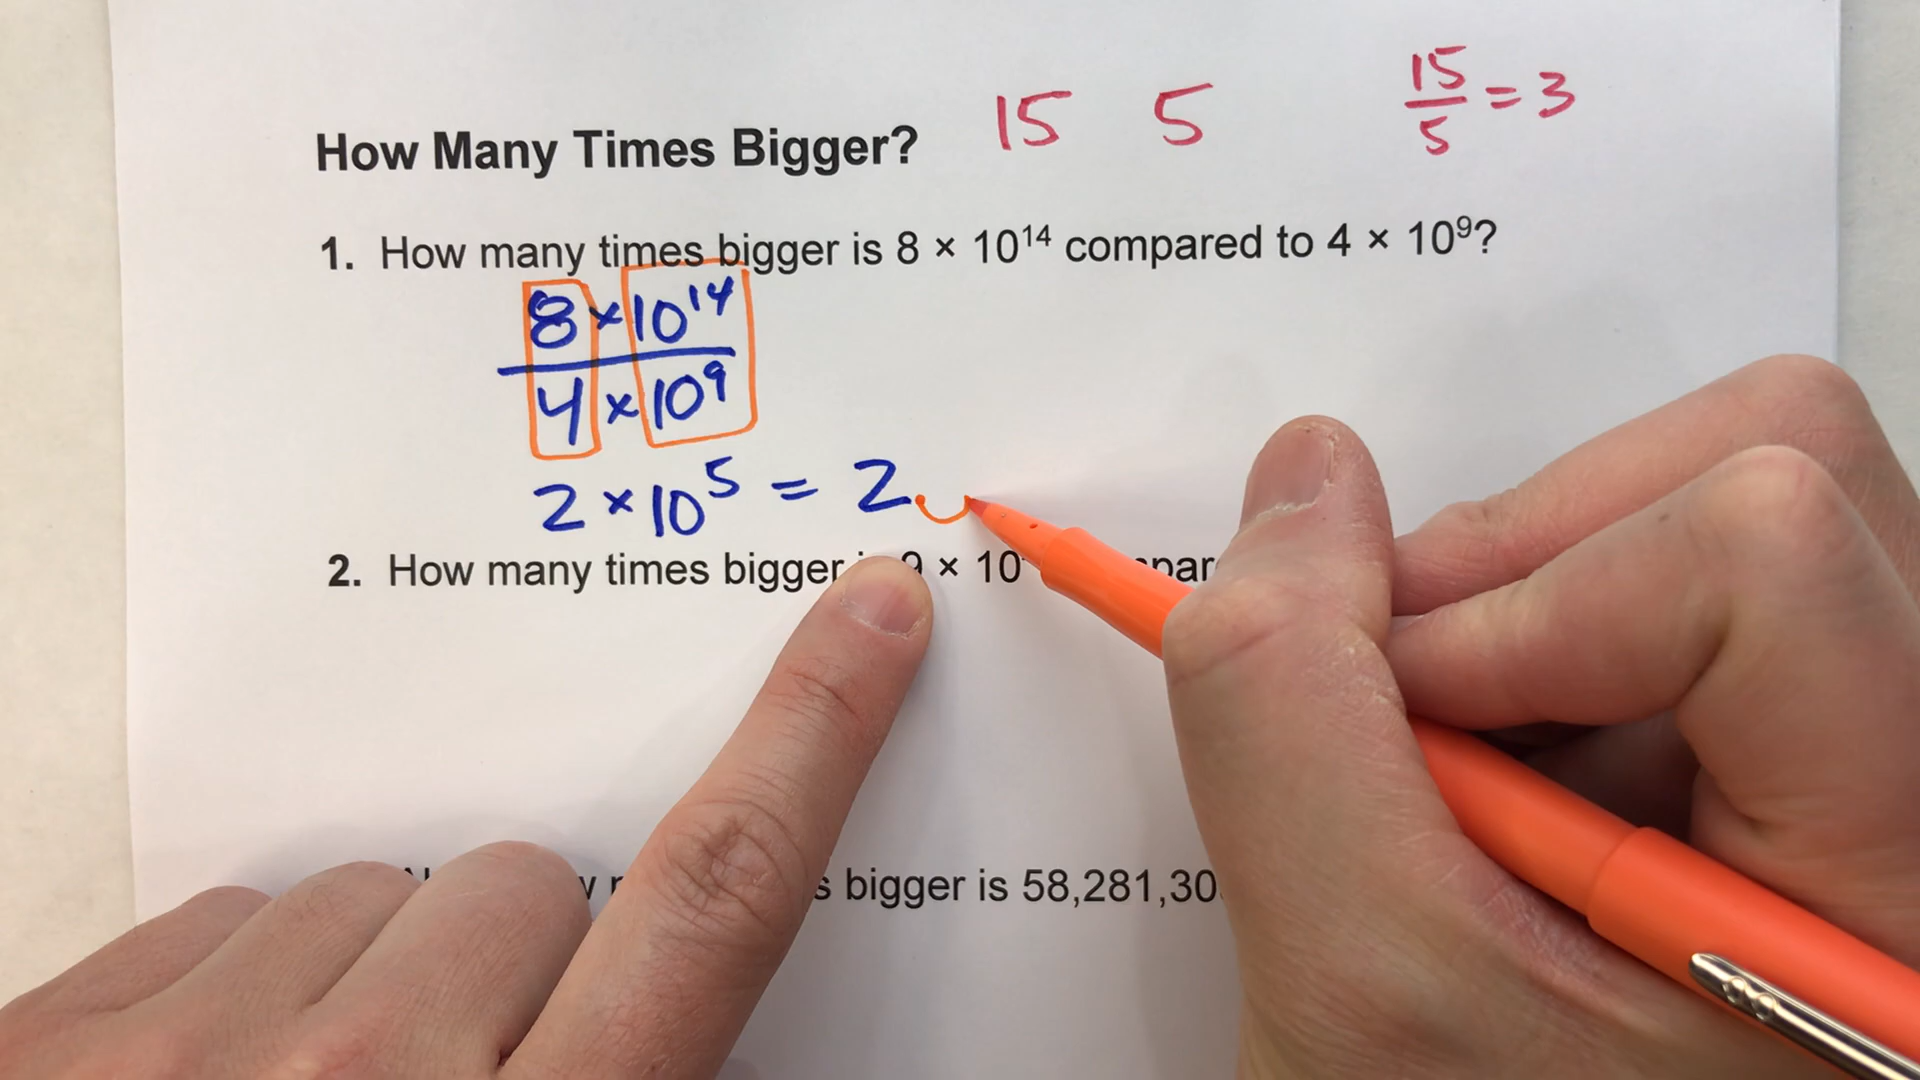 How Many Times Bigger? 15 5 15/5 = 3
1. How many times bigger is 8 × 10¹⁴ compared to 4 × 10⁹?
8 × 10¹⁴
4 × 10⁹
2 × 10⁵ = 2.
2. How many times bigger 9 × 10
bigger is 58,281,30